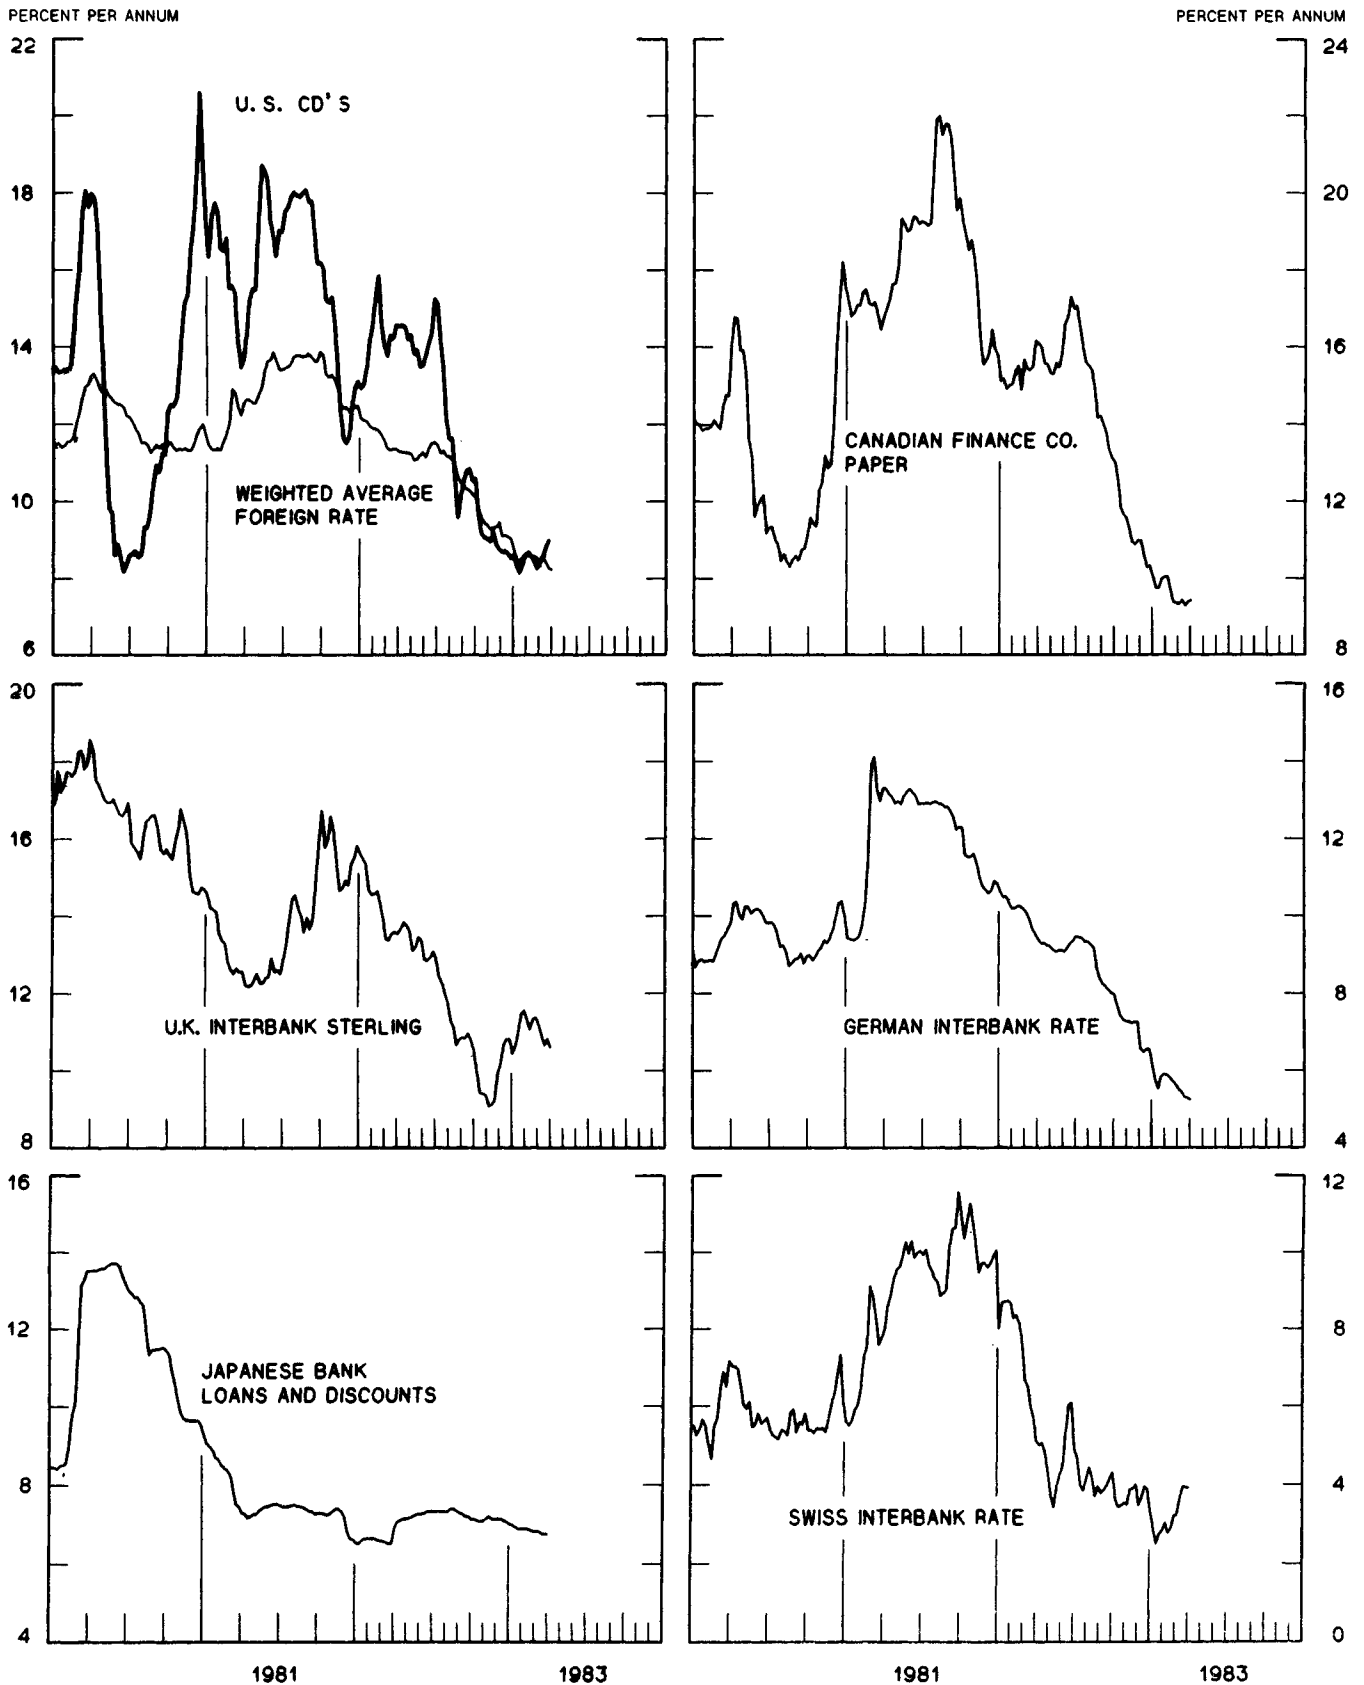 PERCENT PER ANNUM
PERCENT PER ANNUM
22
U. S. CD'S
18
14
WEIGHTED AVERAGE
FOREIGN RATE
10
6
24
20
16
CANADIAN FINANCE CO.
PAPER
12
8
20
16
12
U.K. INTERBANK STERLING
8
16
12
8
GERMAN INTERBANK RATE
4
16
12
JAPANESE BANK
LOANS AND DISCOUNTS
8
4
12
8
4
SWISS INTERBANK RATE
0
1981
1983
1981
1983